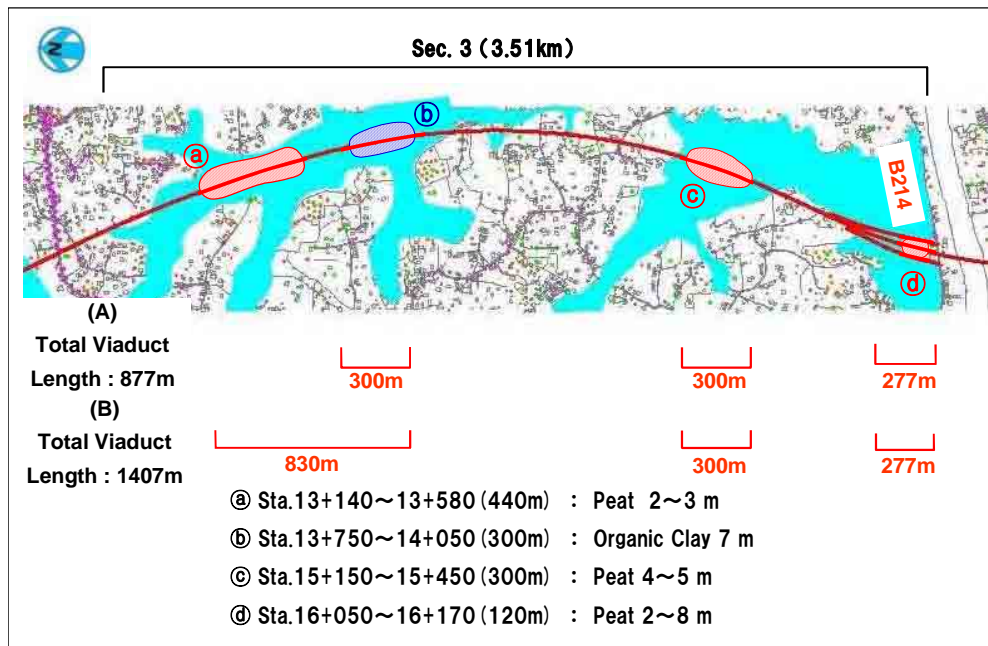 N
Sec. 3 (3.51km)
ⓐ
ⓑ
ⓒ
B214
ⓓ
(A)
Total Viaduct
Length : 877m
300m
300m
277m
(B)
Total Viaduct
Length : 1407m
830m
300m
277m
ⓐ Sta.13+140～13+580 (440m) : Peat 2～3 m
ⓑ Sta.13+750～14+050 (300m) : Organic Clay 7 m
ⓒ Sta.15+150～15+450 (300m) : Peat 4～5 m
ⓓ Sta.16+050～16+170 (120m) : Peat 2～8 m